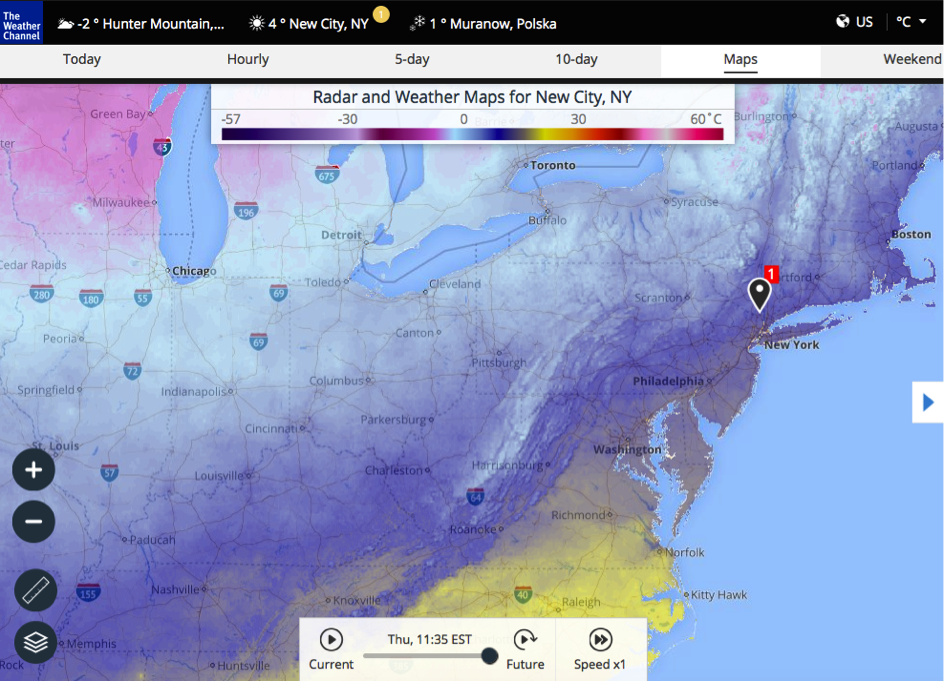 The
Weather
Channel
-2 ° Hunter Mountain,...
4 ° New City, NY
1
1 ° Muranow, Polska
US
°C
Today
Hourly
5-day
10-day
Maps
Weekend
Radar and Weather Maps for New City, NY
-57
-30
0
30
60°C
Green Bay
Burlington
Augusta
43
Toronto
Portland
675
Milwaukee
196
Syracuse
Buffalo
Detroit
Boston
Cedar Rapids
Chicago
1
rtford
Toledo
Cleveland
280
180
55
69
Scranton
Peoria
69
Canton
New York
Pittsburgh
72
Springfield
Indianapolis
Columbus
Philadelphia
Parkersburg
Cincinnati
St. Louis
Washington
57
Louisville
Charleston
Harrisonburg
64
Richmond
Roanoke
Paducah
Norfolk
155
Nashville
Knoxville
40
Raleigh
Kitty Hawk
Memphis
Rock
Huntsville
Thu, 11:35 EST
Current
Future
Speed x1